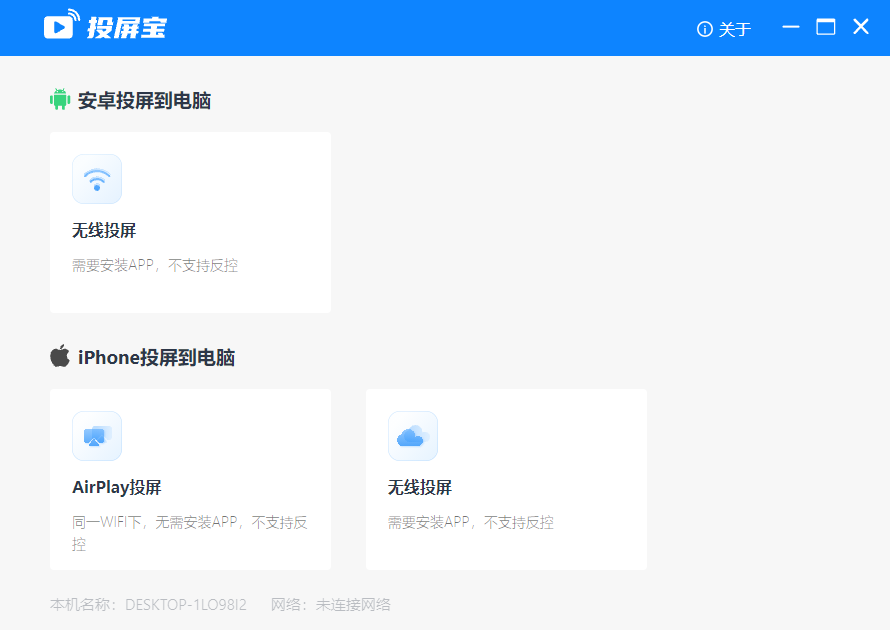 投屏宝
关于
安卓投屏到电脑
无线投屏
需要安装APP，不支持反控
iPhone投屏到电脑
AirPlay投屏
同一WIFI下，无需安装APP，不支持反
控
无线投屏
需要安装APP，不支持反控
本机名称：DESKTOP-1LO98I2 网络：未连接网络